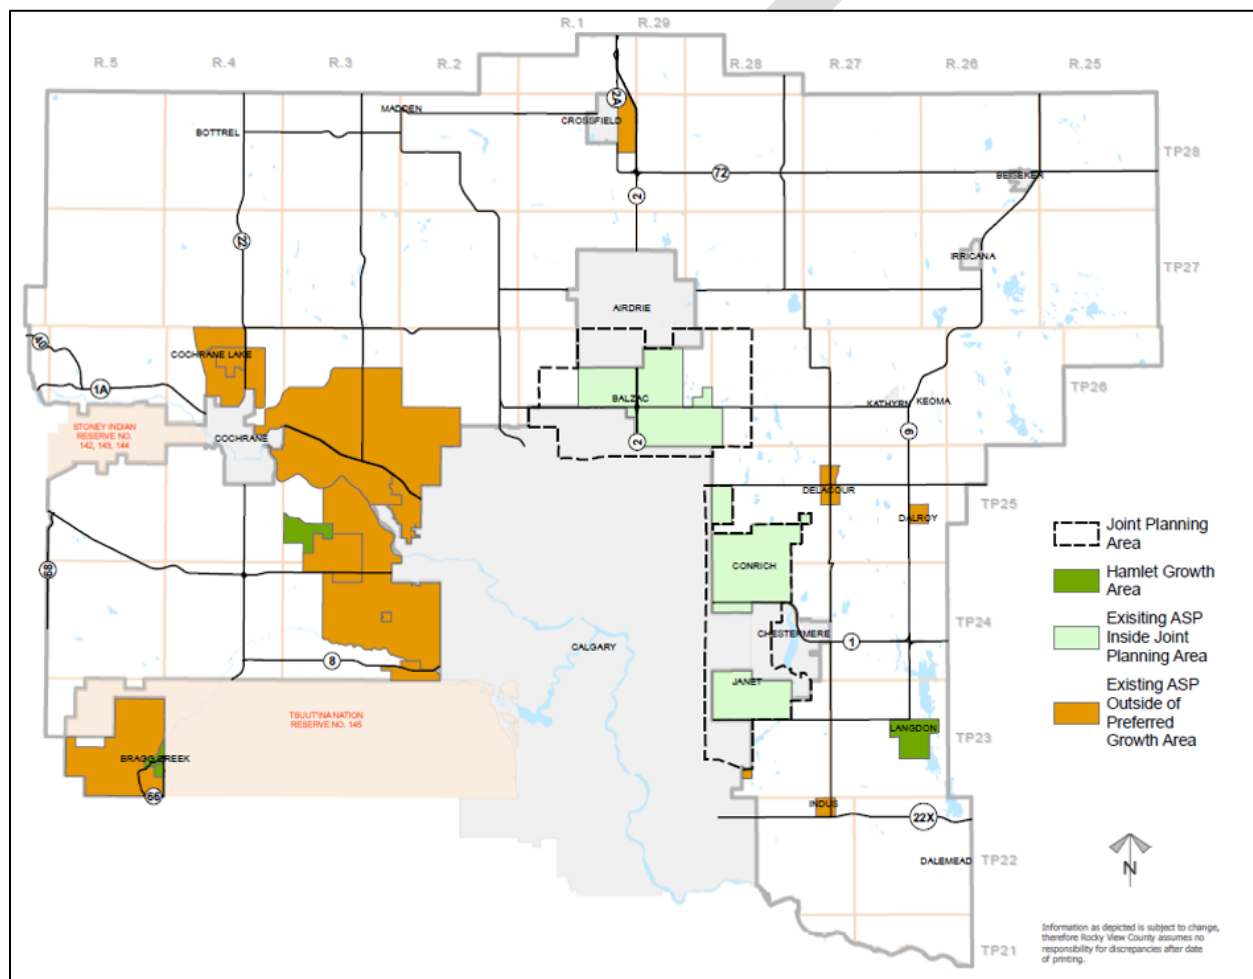 R.1
R.29
R.5
R.4
R.3
R.2
R.28
R.27
R.26
R.25
2A
MADDEN
CROSSFIELD
BOTTREL
TP28
72
BEISEKER
2
22
IRRICANA
TP27
AIRDRIE
40
COCHRANE LAKE
1A
TP26
BALZAC
KATHYRN
KEOMA
STONEY INDIAN
RESERVE NO.
142, 143, 144
COCHRANE
2
9
DELACOUR
TP25
DALROY
Joint Planning
Area
CONRICH
68
Hamlet Growth
Area
TP24
CHESTERMERE
1
CALGARY
Exisiting ASP
Inside Joint
Planning Area
8
JANET
Existing ASP
Outside of
Preferred
Growth Area
TSUUT'INA NATION
RESERVE NO. 145
LANGDON
TP23
BRAGG CREEK
66
INDUS
22X
DALEMEAD
TP22
N
Information as depicted is subject to change,
therefore Rocky View County assumes no
responsibility for discrepancies after date
of printing.
TP21